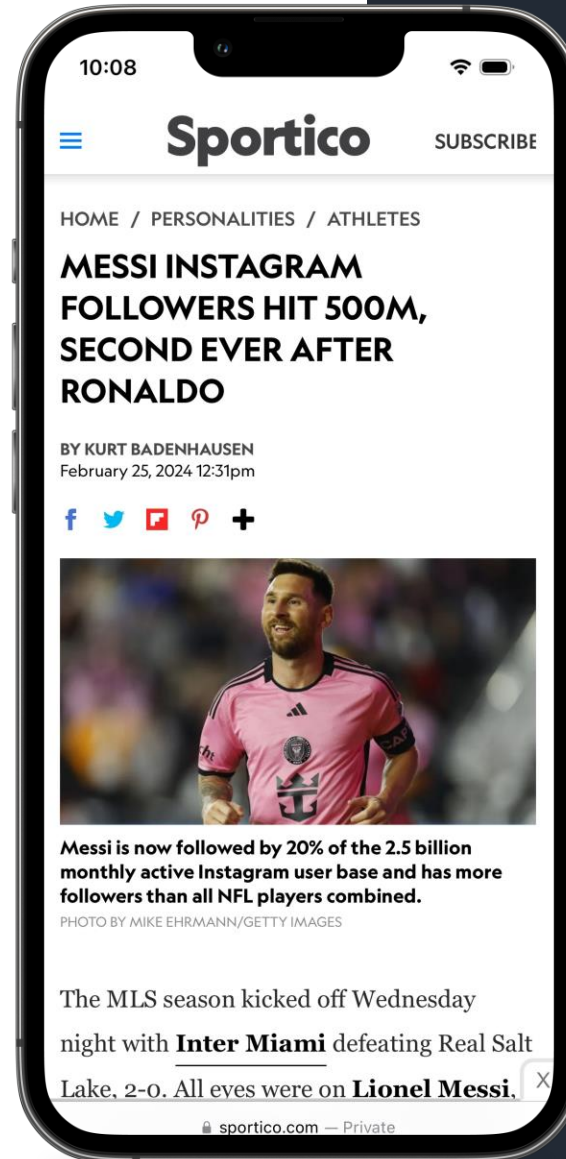 10:08
Sportico
SUBSCRIBE
HOME / PERSONALITIES / ATHLETES
MESSI INSTAGRAM
FOLLOWERS HIT 500M,
SECOND EVER AFTER
RONALDO
BY KURT BADENHAUSEN
February 25, 2024 12:31pm
cht
CAP
Messi is now followed by 20% of the 2.5 billion
monthly active Instagram user base and has more
followers than all NFL players combined.
PHOTO BY MIKE EHRMANN/GETTY IMAGES
The MLS season kicked off Wednesday
night with Inter Miami defeating Real Salt
Lake, 2-0. All eyes were on Lionel Messi,
X
sportico.com — Private